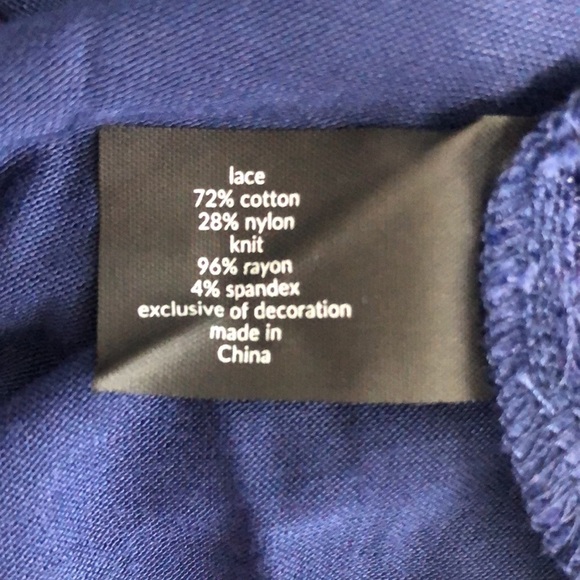 lace
72% cotton
28% nylon
knit
96% rayon
4% spandex
exclusive of decoration
made in
China